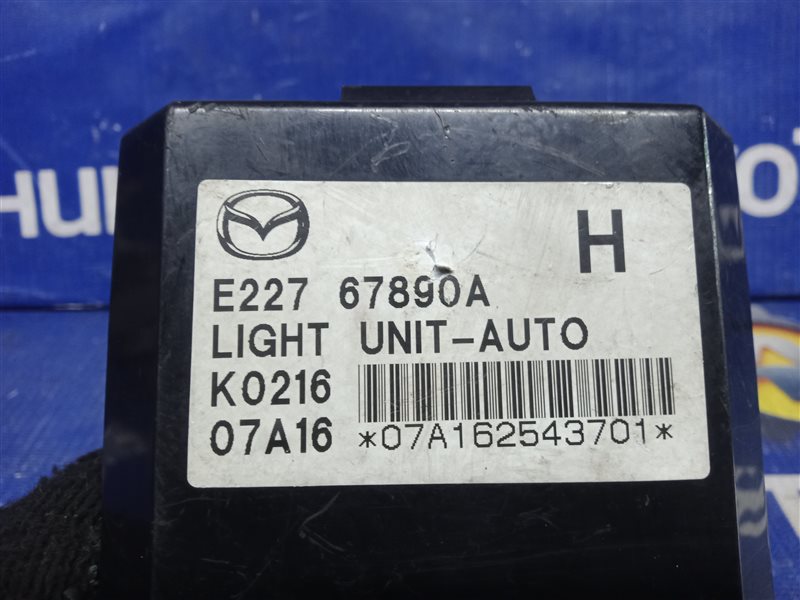 H
E227 67890A
LIGHT UNIT-AUTO
K0216
07A16 *07A162543701*